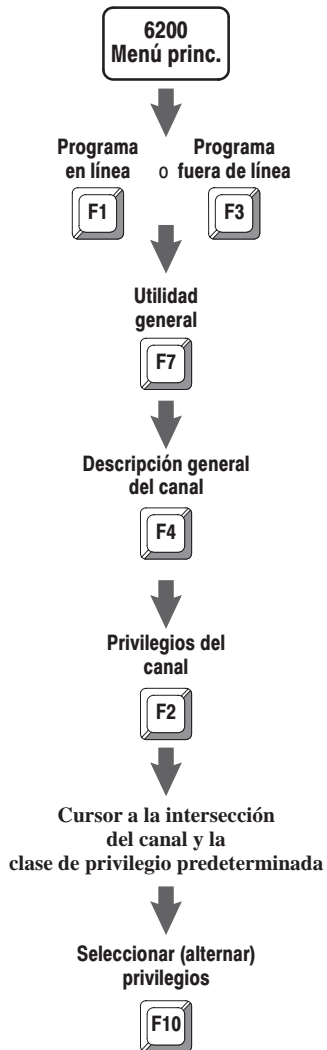 6200
Menú princ.
Programa
en línea
o
Programa
fuera de línea
F1
F3
Utilidad
general
F7
Descripción general
del canal
F4
Privilegios del
canal
F2
Cursor a la intersección
del canal y la
clase de privilegio predeterminada
Seleccionar (alternar)
privilegios
F10